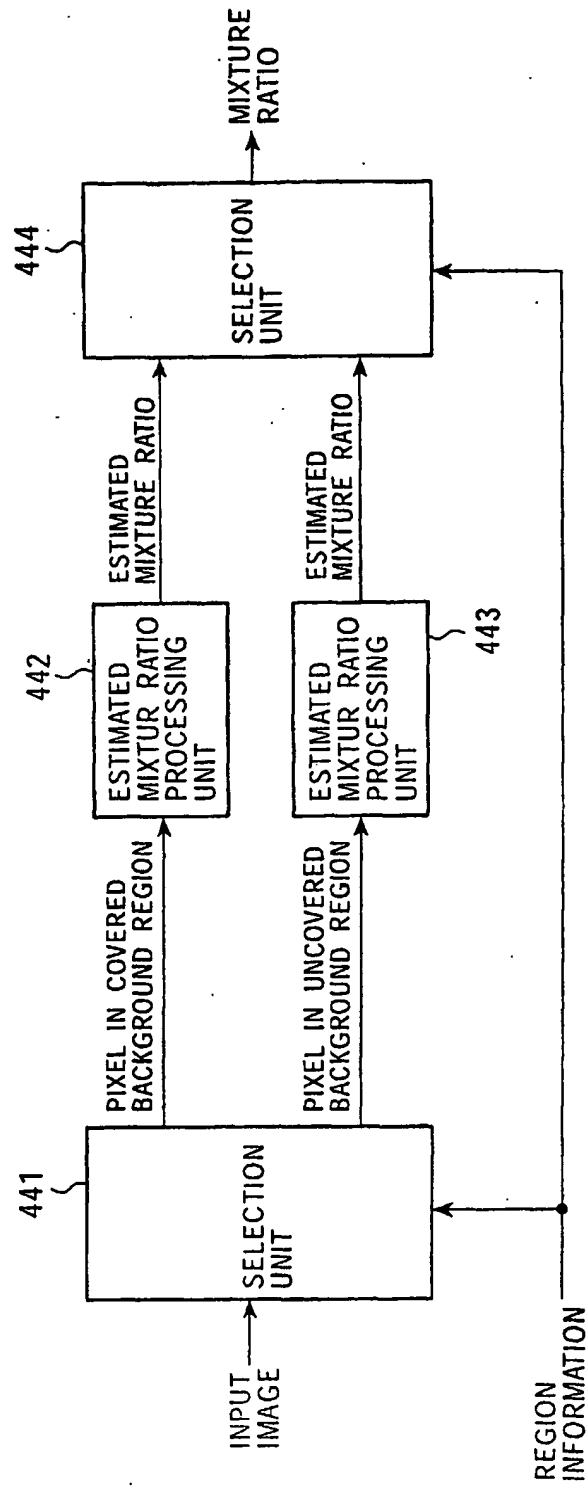 INPUT
IMAGE
REGION
INFORMATION
441
SELECTION
UNIT
PIXEL IN COVERED
BACKGROUND REGION
PIXEL IN UNCOVERED
BACKGROUND REGION
442
ESTIMATED
MIXTUR RATIO
PROCESSING
UNIT
ESTIMATED
MIXTUR RATIO
PROCESSING
UNIT
443
ESTIMATED
MIXTURE RATIO
ESTIMATED
MIXTURE RATIO
444
SELECTION
UNIT
MIXTURE
RATIO